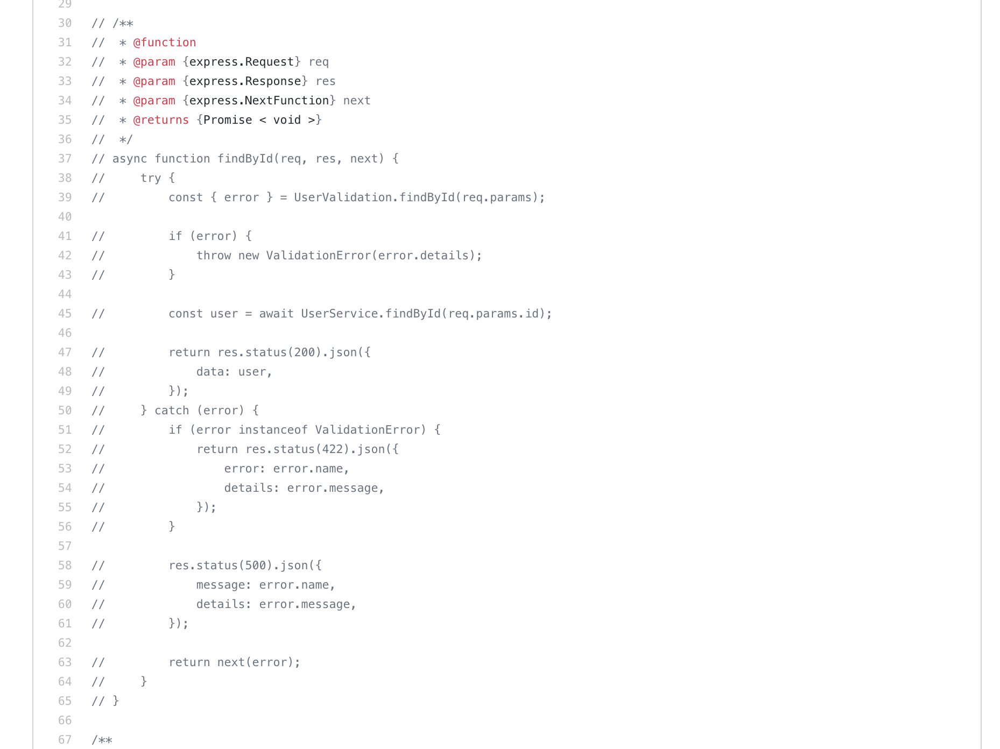 29
30 // /**
31 //  * @function
32 //  * @param {express.Request} req
33 //  * @param {express.Response} res
34 //  * @param {express.NextFunction} next
35 //  * @returns {Promise < void >}
36 //  */
37 // async function findById(req, res, next) {
38 //     try {
39 //         const { error } = UserValidation.findById(req.params);
40
41 //         if (error) {
42 //             throw new ValidationError(error.details);
43 //         }
44
45 //         const user = await UserService.findById(req.params.id);
46
47 //         return res.status(200).json({
48 //             data: user,
49 //         });
50 //     } catch (error) {
51 //         if (error instanceof ValidationError) {
52 //             return res.status(422).json({
53 //                 error: error.name,
54 //                 details: error.message,
55 //             });
56 //         }
57
58 //         res.status(500).json({
59 //             message: error.name,
60 //             details: error.message,
61 //         });
62
63 //         return next(error);
64 //     }
65 // }
66
67 /**